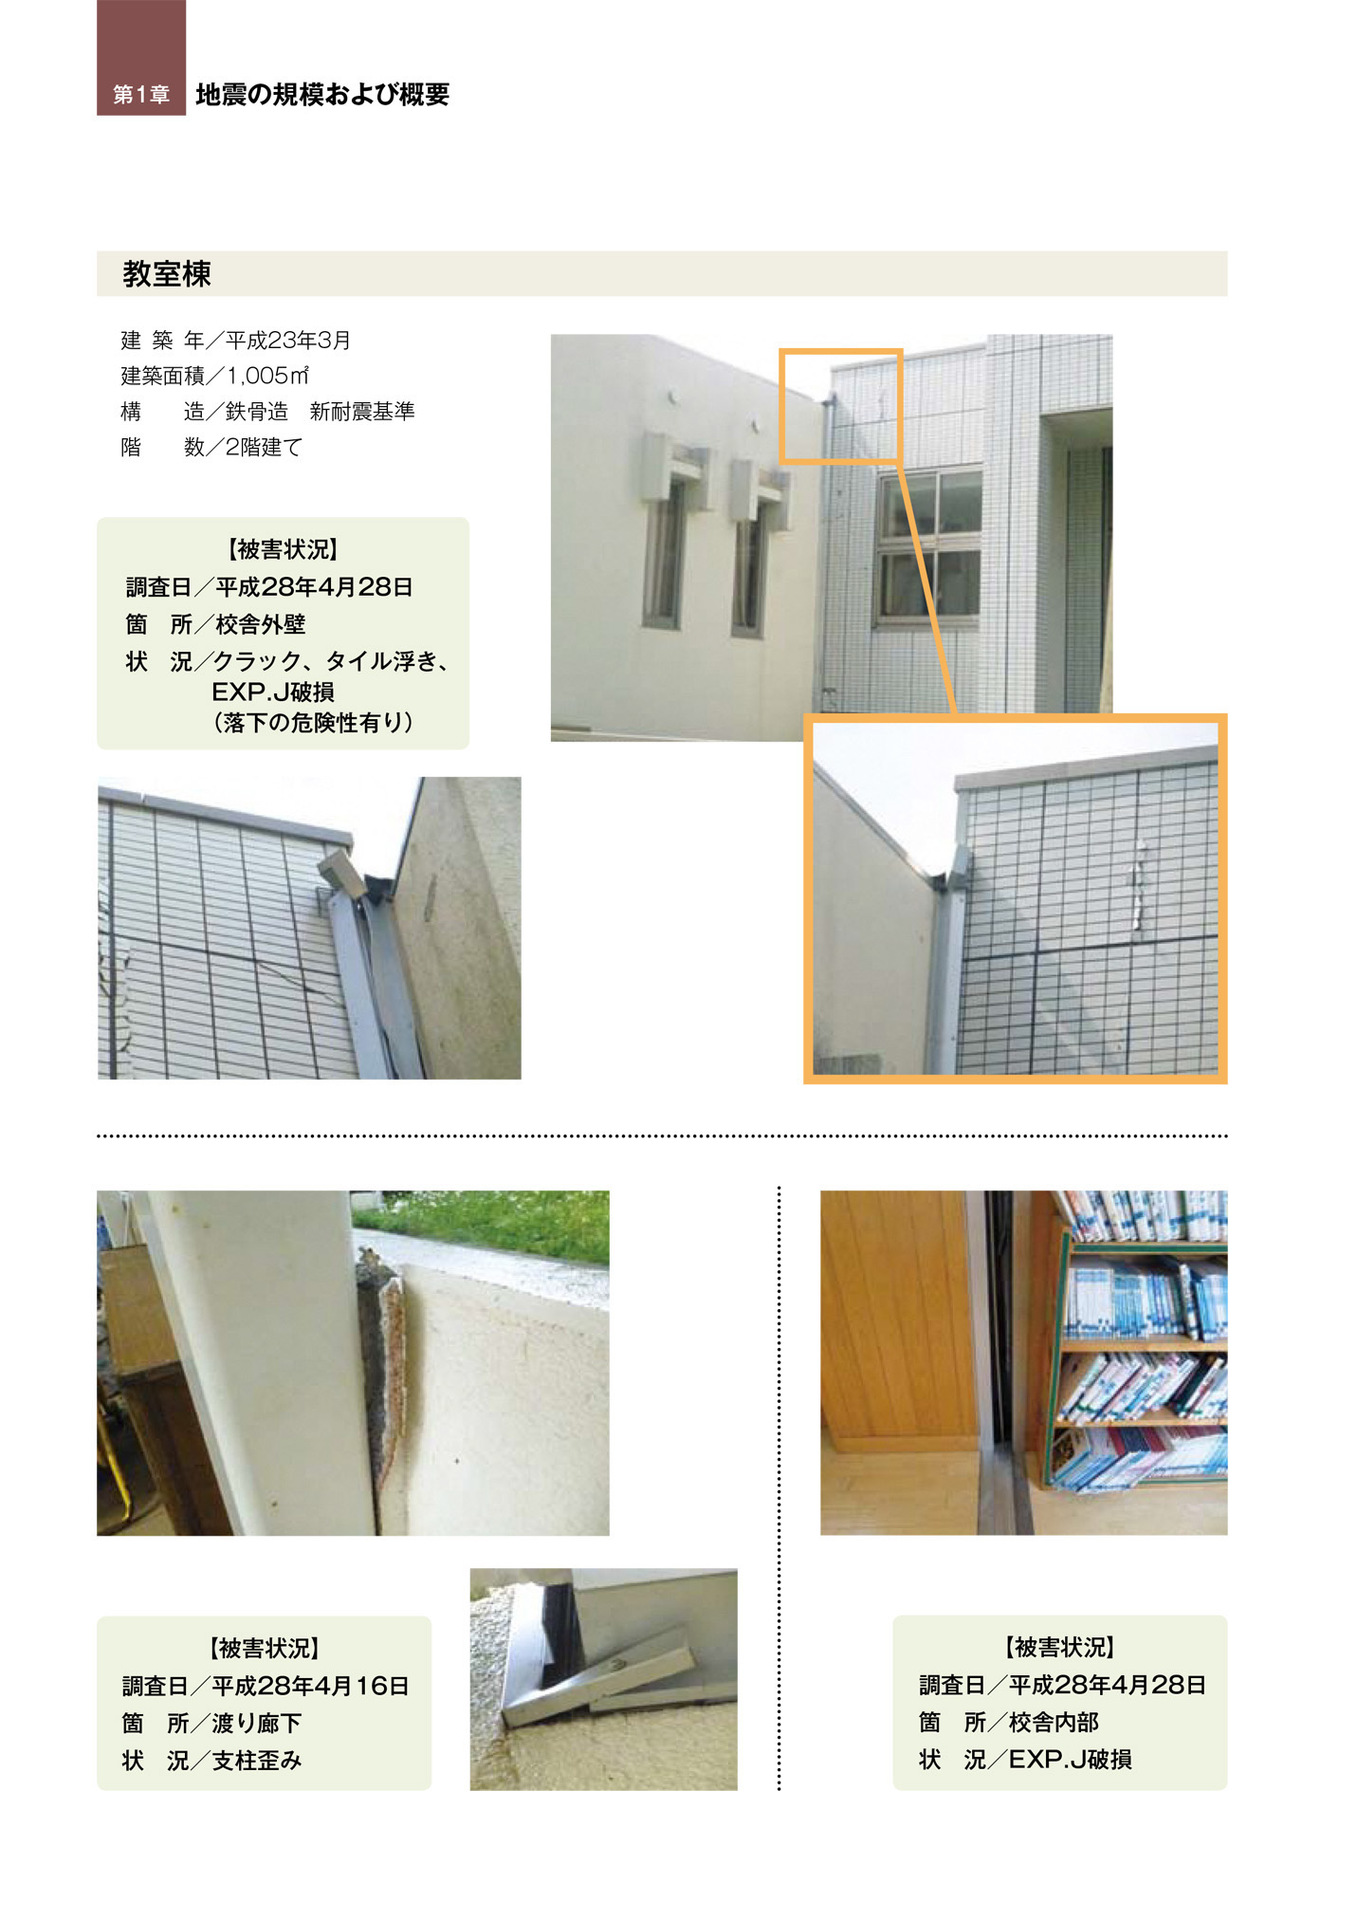 第1章 地震の規模および概要
教室棟
建 築 年／平成23年3月
建築面積／1,005㎡
構　　造／鉄骨造　新耐震基準
階　　数／2階建て
【被害状況】
調査日／平成28年4月28日
箇　所／校舎外壁
状　況／クラック、タイル浮き、
EXP.J破損
（落下の危険性有り）
【被害状況】
調査日／平成28年4月16日
箇　所／渡り廊下
状　況／支柱歪み
【被害状況】
調査日／平成28年4月28日
箇　所／校舎内部
状　況／EXP.J破損